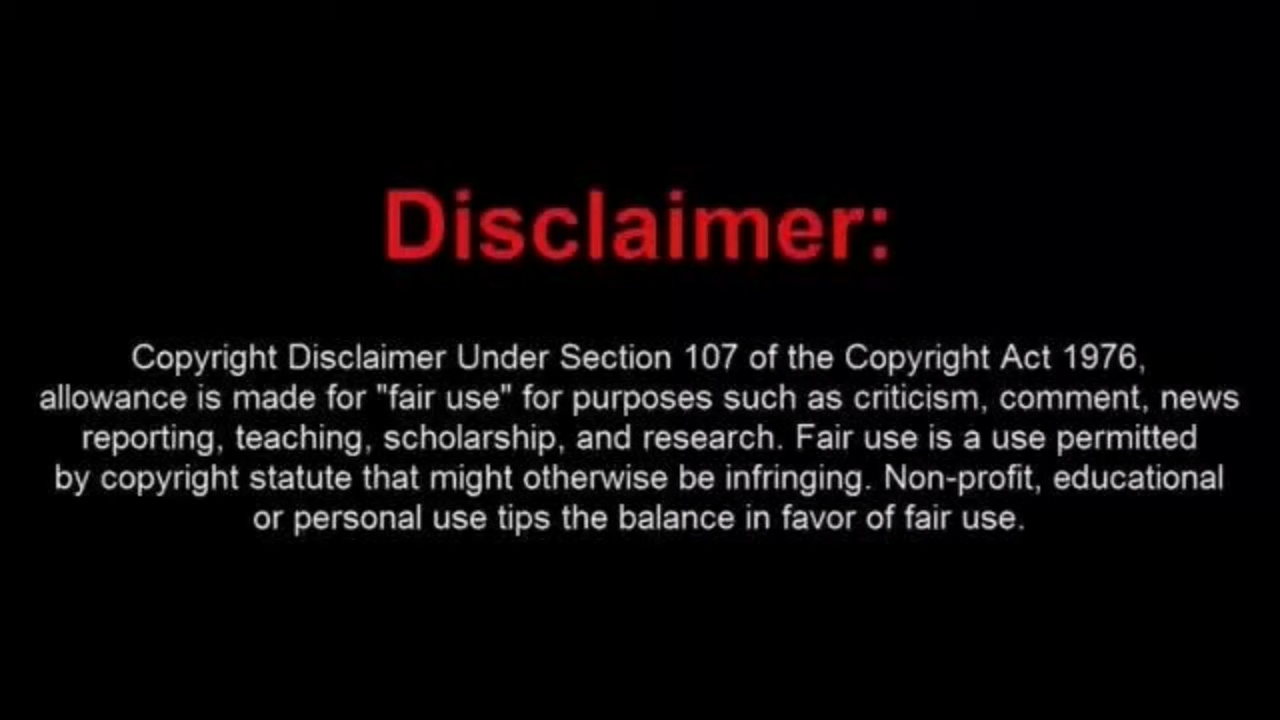 Disclaimer:
Copyright Disclaimer Under Section 107 of the Copyright Act 1976,
allowance is made for "fair use" for purposes such as criticism, comment, news
reporting, teaching, scholarship, and research. Fair use is a use permitted
by copyright statute that might otherwise be infringing. Non-profit, educational
or personal use tips the balance in favor of fair use.